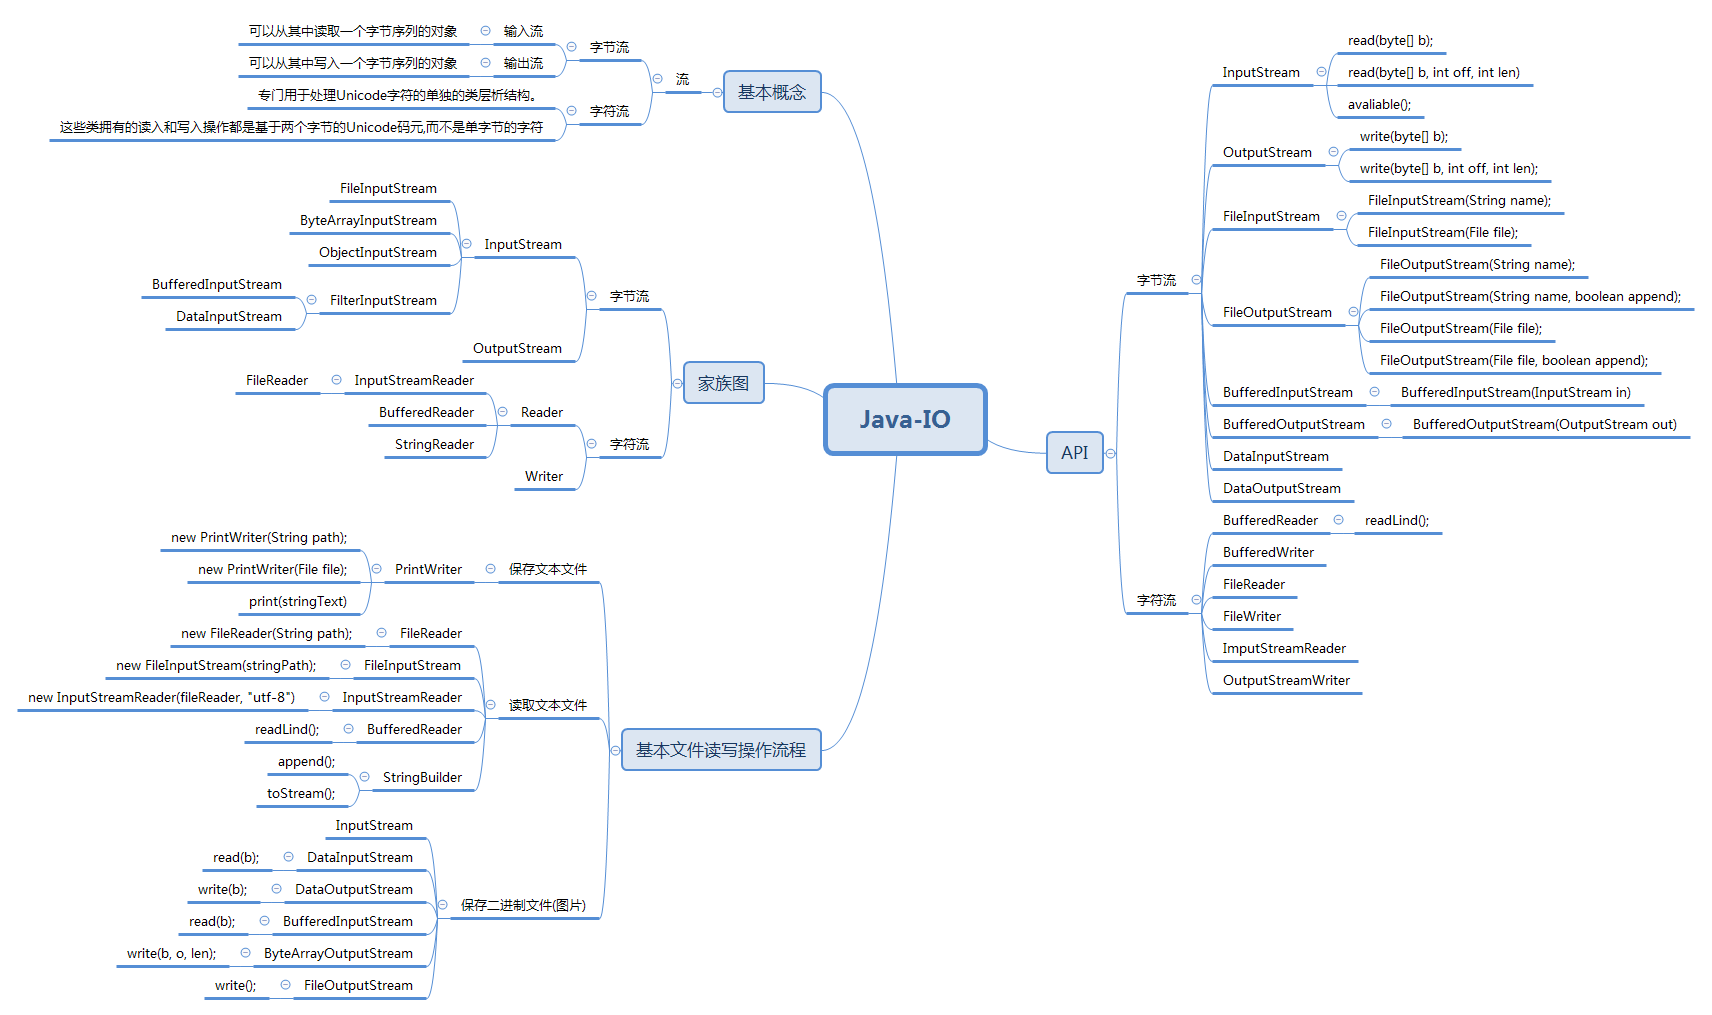 Java-IO
基本概念
流
字节流
输入流
可以从其中读取一个字节序列的对象
输出流
可以从其中写入一个字节序列的对象
字符流
专门用于处理Unicode字符的单独的类层析结构。
这些类拥有的读入和写入操作都是基于两个字节的Unicode码元,而不是单字节的字符
家族图
字节流
InputStream
FileInputStream
ByteArrayInputStream
ObjectInputStream
FilterInputStream
BufferedInputStream
DataInputStream
OutputStream
字符流
Reader
InputStreamReader
FileReader
BufferedReader
StringReader
Writer
基本文件读写操作流程
保存文本文件
PrintWriter
new PrintWriter(String path);
new PrintWriter(File file);
print(stringText)
读取文本文件
FileReader
new FileReader(String path);
FileInputStream
new FileInputStream(stringPath);
InputStreamReader
new InputStreamReader(fileReader, "utf-8")
BufferedReader
readLind();
StringBuilder
append();
toStream();
保存二进制文件(图片)
InputStream
DataInputStream
read(b);
DataOutputStream
write(b);
BufferedInputStream
read(b);
ByteArrayOutputStream
write(b, o, len);
FileOutputStream
write();
API
字节流
InputStream
read(byte[] b);
read(byte[] b, int off, int len)
avaliable();
OutputStream
write(byte[] b);
write(byte[] b, int off, int len);
FileInputStream
FileInputStream(String name);
FileInputStream(File file);
FileOutputStream
FileOutputStream(String name);
FileOutputStream(String name, boolean append);
FileOutputStream(File file);
FileOutputStream(File file, boolean append);
BufferedInputStream
BufferedInputStream(InputStream in)
BufferedOutputStream
BufferedOutputStream(OutputStream out)
DataInputStream
DataOutputStream
字符流
BufferedReader
readLind();
BufferedWriter
FileReader
FileWriter
ImputStreamReader
OutputStreamWriter